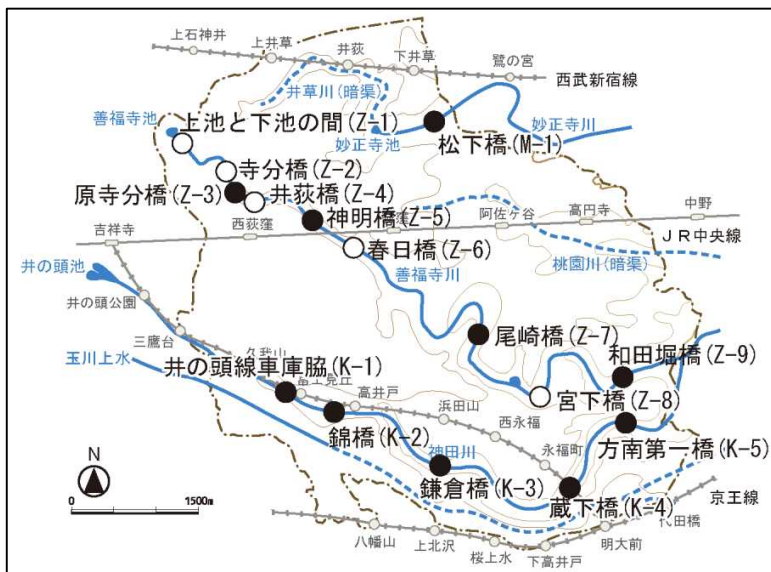 上石神井
上井草
井荻
下井草
鷺の宮
西武新宿線
井草川(暗渠)
善福寺池
上池と下池の間(Z-1)
妙正寺池
松下橋(M-1)
妙正寺川
寺分橋(Z-2)
原寺分橋(Z-3)
井荻橋(Z-4)
神明橋(Z-5)
吉祥寺
西荻窪
窪
阿佐ヶ谷
高円寺
中野
JR中央線
春日橋(Z-6)
井の頭池
善福寺川
桃園川(暗渠)
井の頭公園
三鷹台
尾崎橋(Z-7)
玉川上水
久我山
和田堀橋(Z-9)
井の頭線車庫脇(K-1)
富士見丘
高井戸
宮下橋(Z-8)
浜田山
錦橋(K-2)
西永福
方南第一橋(K-5)
N
神田川
永福町
鎌倉橋(K-3)
蔵下橋(K-4)
京王線
0 1500m
代田橋
八幡山
上北沢
桜上水
下高井戸
明大前